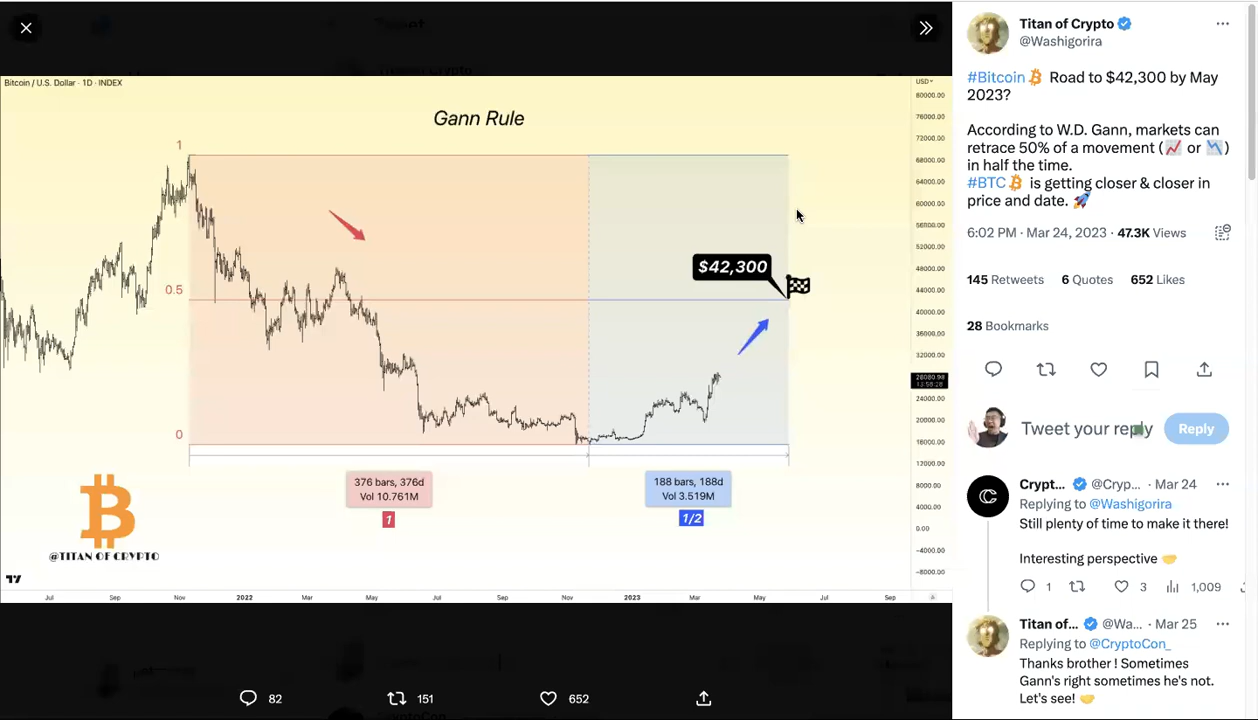 Bitcoin / U.S. Dollar · 1D · INDEX
Gann Rule
USD
80000.00
76000.00
72000.00
68000.00
64000.00
60000.00
56000.00
52000.00
48000.00
44000.00
40000.00
36000.00
32000.00
24000.00
20000.00
18000.00
12000.00
8000.00
4000.00
0.00
-4000.00
-8000.00
1
0.5
0
$42,300
376 bars, 376d
Vol 10.761M
1
188 bars, 188d
Vol 3.519M
1/2
@TITAN OF CRYPTO
Jul Sep Nov 2022 Mar May Jul Sep Nov 2023 Mar May Jul Sep
82 151 652
Titan of Crypto
@Washigorira
#Bitcoin Road to $42,300 by May
2023?
According to W.D. Gann, markets can
retrace 50% of a movement (📈 or 📉)
in half the time.
#BTC is getting closer & closer in
price and date. 🚀
6:02 PM · Mar 24, 2023 · 47.3K Views
145 Retweets 6 Quotes 652 Likes
28 Bookmarks
Tweet your reply
Reply
Crypt... @Cryp... · Mar 24
Replying to @Washigorira
Still plenty of time to make it there!
Interesting perspective 🤝
1 3 1,009
Titan of... @Wa... · Mar 25
Replying to @CryptoCon_
Thanks brother ! Sometimes
Gann's right sometimes he's not.
Let's see! 🤝